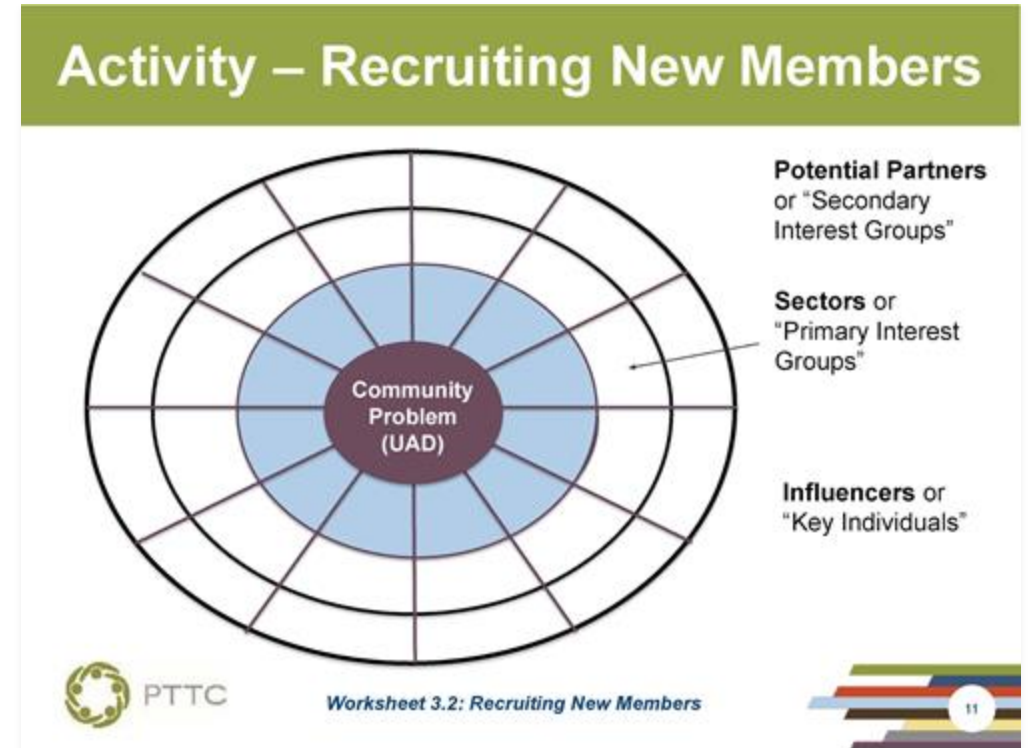 Activity – Recruiting New Members
Potential Partners
or “Secondary
Interest Groups”
Sectors or
“Primary Interest
Groups”
Community
Problem
(UAD)
Influencers or
“Key Individuals”
PTTC
Worksheet 3.2: Recruiting New Members
11